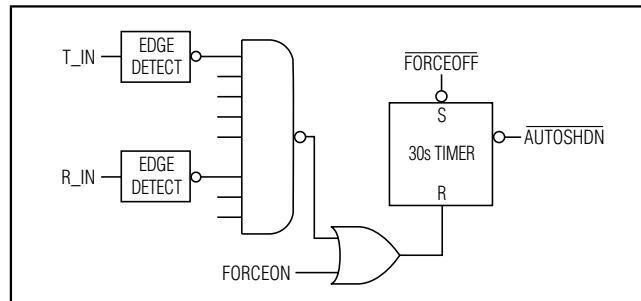 T_IN
EDGE
DETECT
R_IN
EDGE
DETECT
FORCEON
FORCEOFF
S
30s TIMER
R
AUTOSHDN